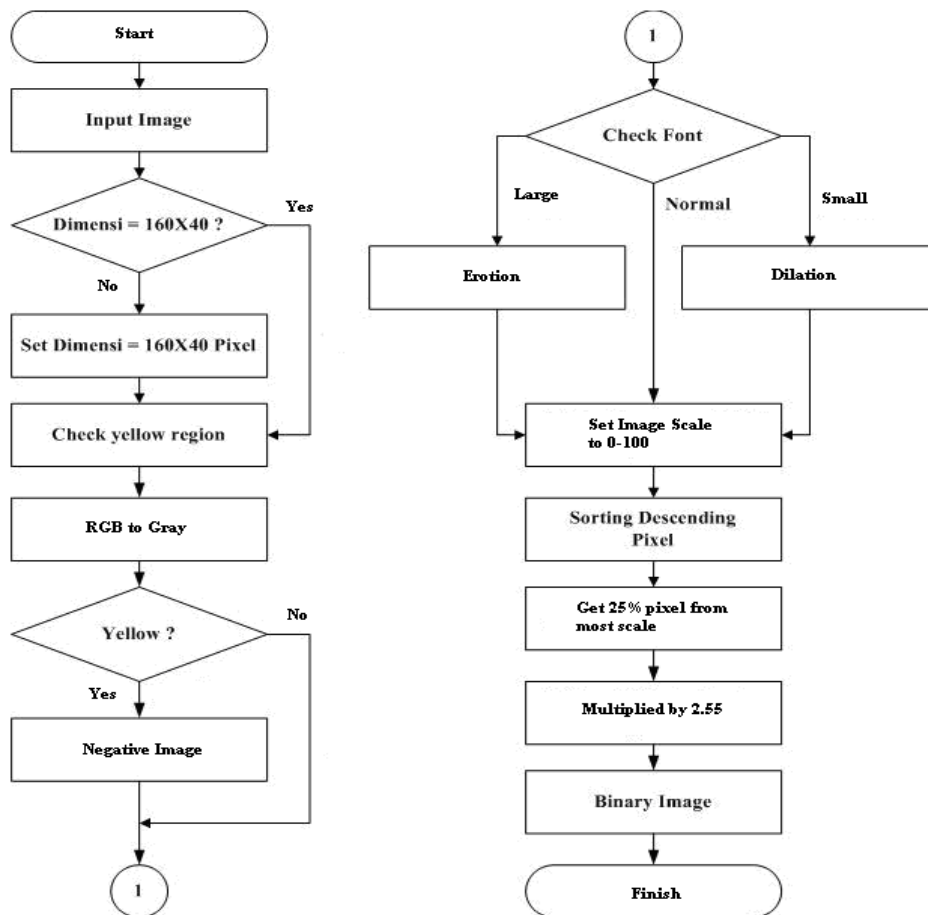 Start
Input Image
Dimensi = 160X40 ?
Yes
No
Set Dimensi = 160X40 Pixel
Check yellow region
RGB to Gray
Yellow ?
No
Yes
Negative Image
1
1
Check Font
Large
Normal
Small
Erotion
Dilation
Set Image Scale
to 0-100
Sorting Descending
Pixel
Get 25% pixel from
most scale
Multiplied by 2.55
Binary Image
Finish